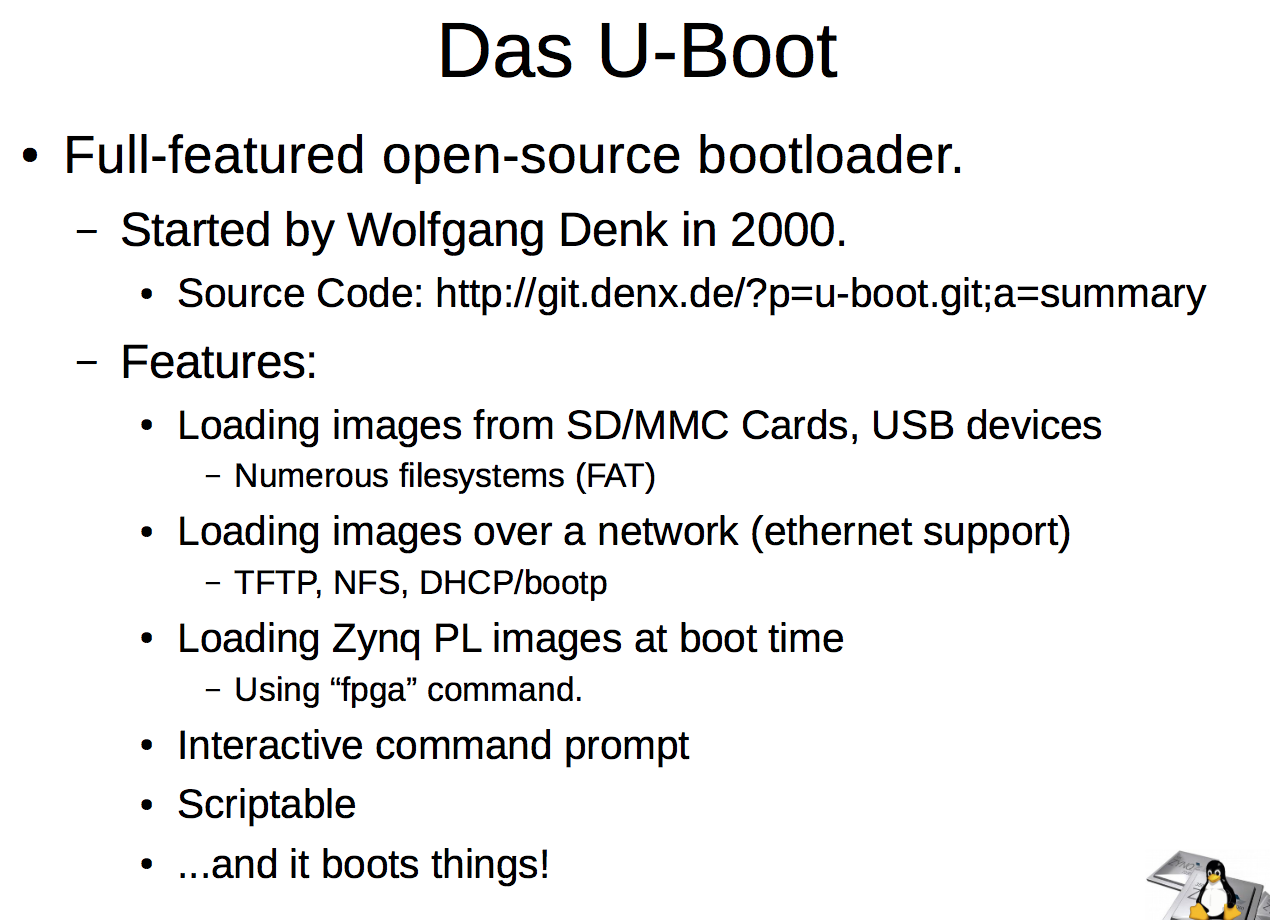 Das U-Boot
• Full-featured open-source bootloader.
– Started by Wolfgang Denk in 2000.
• Source Code: http://git.denx.de/?p=u-boot.git;a=summary
– Features:
• Loading images from SD/MMC Cards, USB devices
– Numerous filesystems (FAT)
• Loading images over a network (ethernet support)
– TFTP, NFS, DHCP/bootp
• Loading Zynq PL images at boot time
– Using “fpga” command.
• Interactive command prompt
• Scriptable
• ...and it boots things!